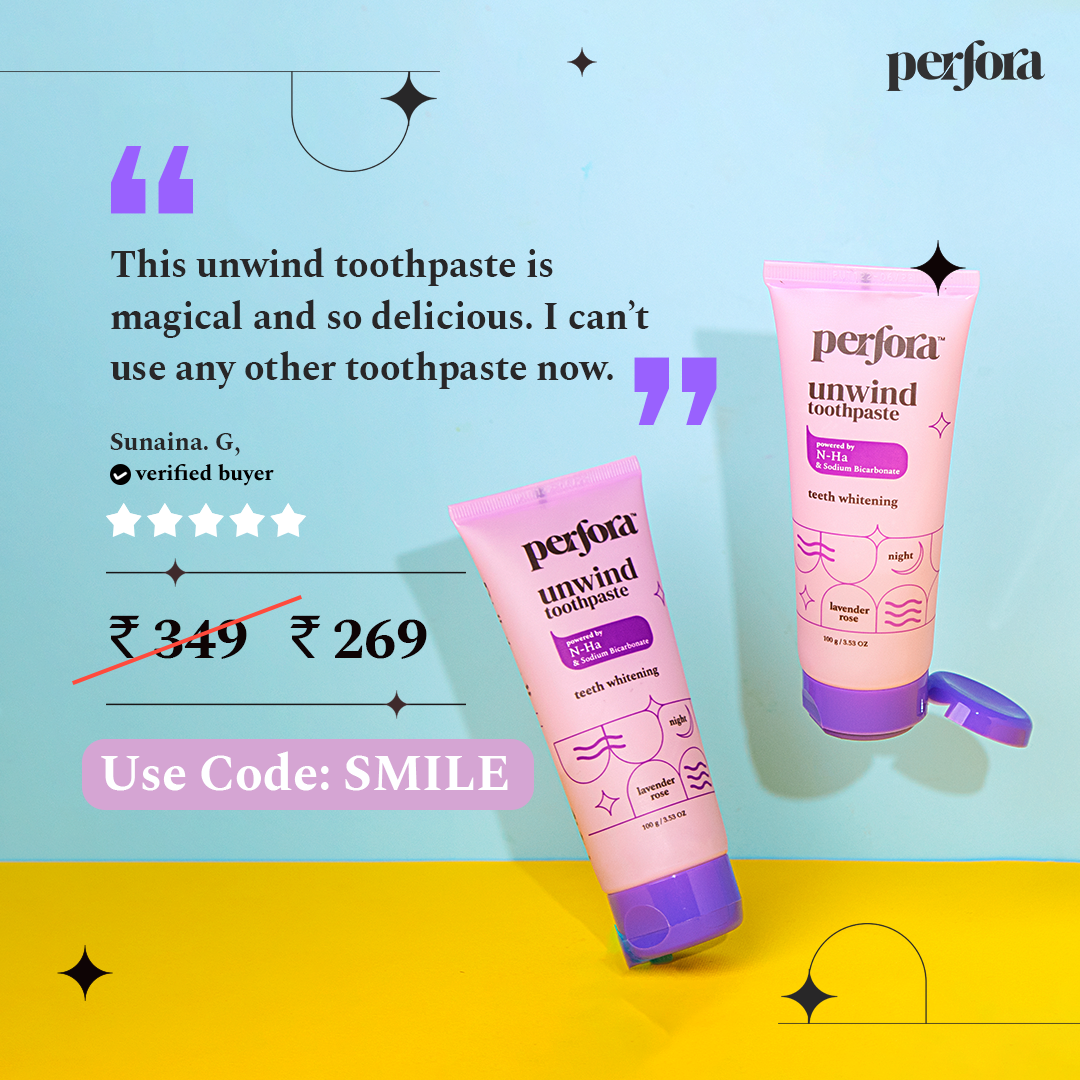 perfora
“
This unwind toothpaste is
magical and so delicious. I can’t
use any other toothpaste now.
”
Sunaina. G,
verified buyer
₹ 349 ₹ 269
Use Code: SMILE
perfora™
unwind
toothpaste
powered by
N-Ha
& Sodium Bicarbonate
teeth whitening
night
lavender
rose
100 g / 3.53 OZ
perfora™
unwind
toothpaste
powered by
N-Ha
& Sodium Bicarbonate
teeth whitening
night
lavender
rose
100 g / 3.53 OZ